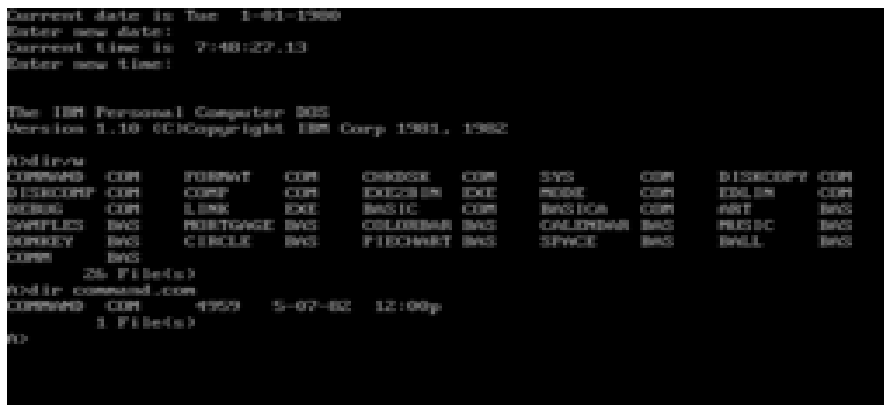 Current date is Tue  1-01-1980
Enter new date:
Current time is  7:48:27.13
Enter new time:
The IBM Personal Computer DOS
Version 1.10 (C)Copyright IBM Corp 1981, 1982
A>dir/w
COMMAND  COM     FORMAT   COM     CHKDSK   COM     SYS      COM     DISKCOPY COM
DISKCOMP COM     COMP     COM     EXE2BIN  EXE     MODE     COM     EDLIN    COM
DEBUG    COM     LINK     EXE     BASIC    COM     BASICA   COM     ART      BAS
SAMPLES  BAS     MORTGAGE BAS     COLORBAR BAS     CALENDAR BAS     MUSIC    BAS
DONKEY   BAS     CIRCLE   BAS     PIECHART BAS     SPACE    BAS     BALL     BAS
COMM     BAS
26 File(s)
A>dir command.com
COMMAND  COM     4959   5-07-82  12:00p
1 File(s)
A>